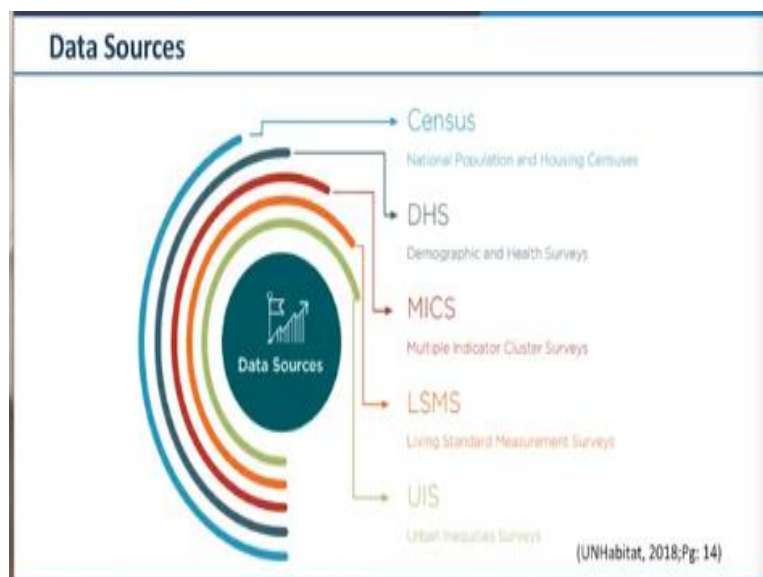 Data Sources
Census
National Population and Housing Censuses
DHS
Demographic and Health Surveys
MICS
Multiple Indicator Cluster Surveys
Data Sources
LSMS
Living Standard Measurement Surveys
UIS
Urban Inequities Surveys
(UNHabitat, 2018;Pg: 14)